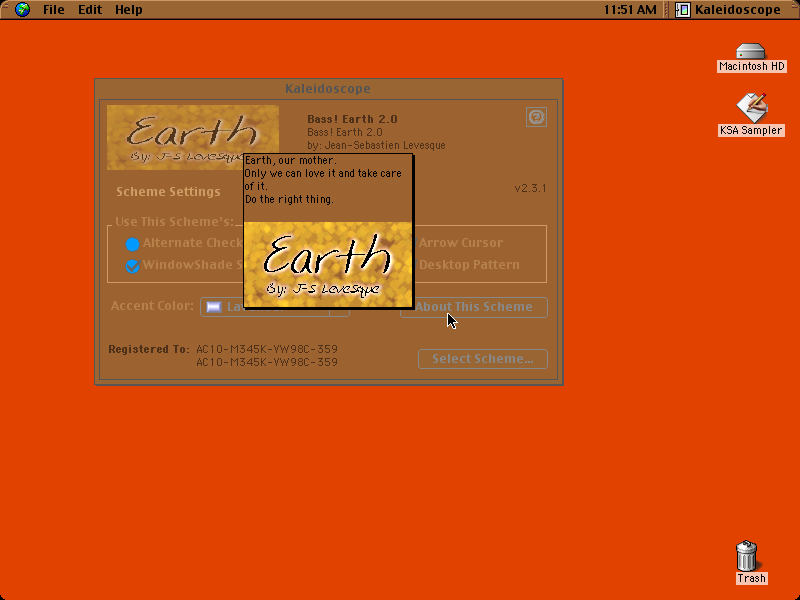 File Edit Help
11:51 AM
Kaleidoscope
Macintosh HD
KSA Sampler
Kaleidoscope
Earth
By: J-S Levesque
Bass! Earth 2.0
Bass! Earth 2.0
by: Jean-Sebastien Levesque
Earth, our mother.
Only we can love it and take care
of it.
Do the right thing.
Earth
By: J-S Levesque
Scheme Settings
v2.3.1
Use This Scheme's:
Alternate Check
Arrow Cursor
WindowShade S
Desktop Pattern
Accent Color:
About This Scheme
Registered To: AC10-M345K-VW98C-359
AC10-M345K-VW98C-359
Select Scheme...
Trash